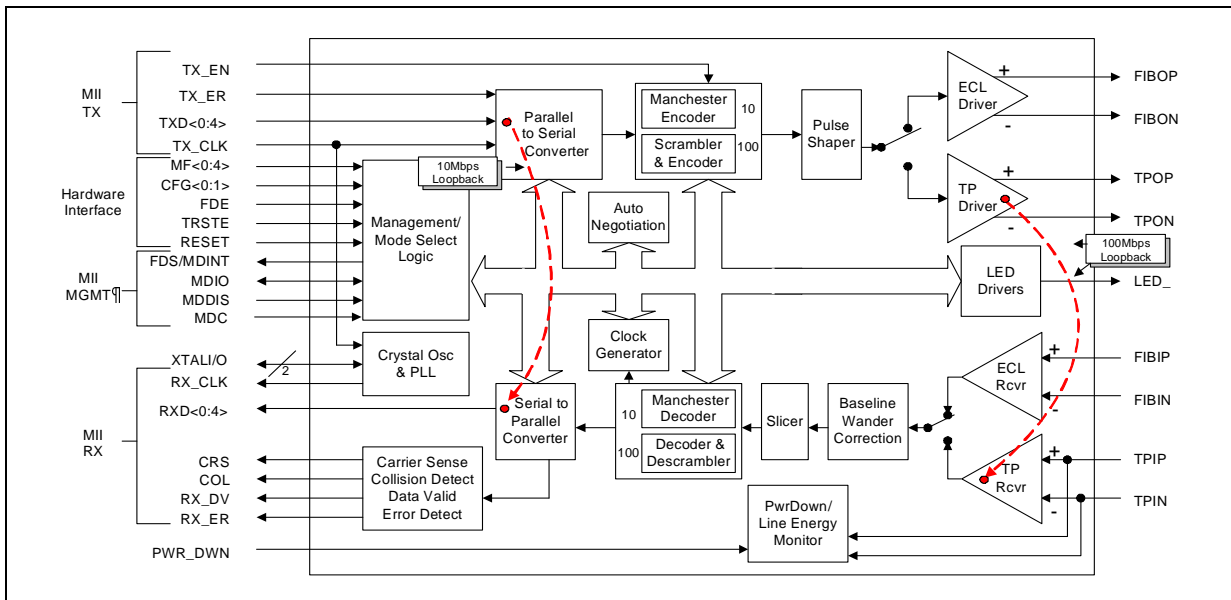 MII
TX
TX_EN
TX_ER
TXD<0:4>
TX_CLK
Hardware
Interface
MF<0:4>
CFG<0:1>
FDE
TRSTE
RESET
MII
MGMT¶
FDS/MDINT
MDIO
MDDIS
MDC
MII
RX
XTALI/O
2
RX_CLK
RXD<0:4>
CRS
COL
RX_DV
RX_ER
PWR_DWN
Parallel
to Serial
Converter
10Mbps
Loopback
Management/
Mode Select
Logic
Crystal Osc
& PLL
Manchester
Encoder
10
Scrambler
& Encoder
100
Pulse
Shaper
Auto
Negotiation
Clock
Generator
Serial to
Parallel
Converter
Carrier Sense
Collision Detect
Data Valid
Error Detect
10
Manchester
Decoder
100
Decoder &
Descrambler
Slicer
Baseline
Wander
Correction
PwrDown/
Line Energy
Monitor
ECL
Driver
+
-
TP
Driver
+
-
100Mbps
Loopback
LED
Drivers
ECL
Rcvr
+
-
TP
Rcvr
+
-
FIBOP
FIBON
TPOP
TPON
LED_
FIBIP
FIBIN
TPIP
TPIN